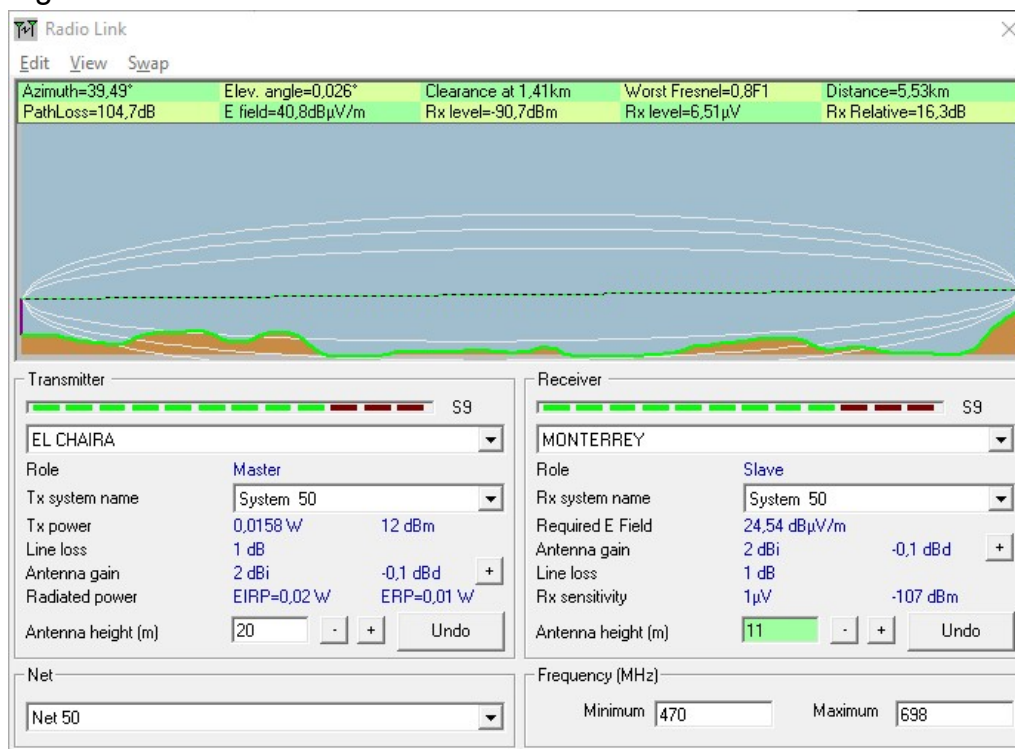 Radio Link
Edit View Swap
Azimuth=39,49° Elev. angle=0,026° Clearance at 1,41km Worst Fresnel=0,8F1 Distance=5,53km
PathLoss=104,7dB E field=40,8dBµV/m Rx level=-90,7dBm Rx level=6,51µV Rx Relative=16,3dB
Transmitter
S9
EL CHAIRA
Role Master
Tx system name System 50
Tx power 0,0158 W 12 dBm
Line loss 1 dB
Antenna gain 2 dBi -0,1 dBd +
Radiated power EIRP=0,02 W ERP=0,01 W
Antenna height (m) 20 - + Undo
Receiver
S9
MONTERREY
Role Slave
Rx system name System 50
Required E Field 24,54 dBµV/m
Antenna gain 2 dBi -0,1 dBd +
Line loss 1 dB
Rx sensitivity 1µV -107 dBm
Antenna height (m) 11 - + Undo
Net
Net 50
Frequency (MHz)
Minimum 470 Maximum 698